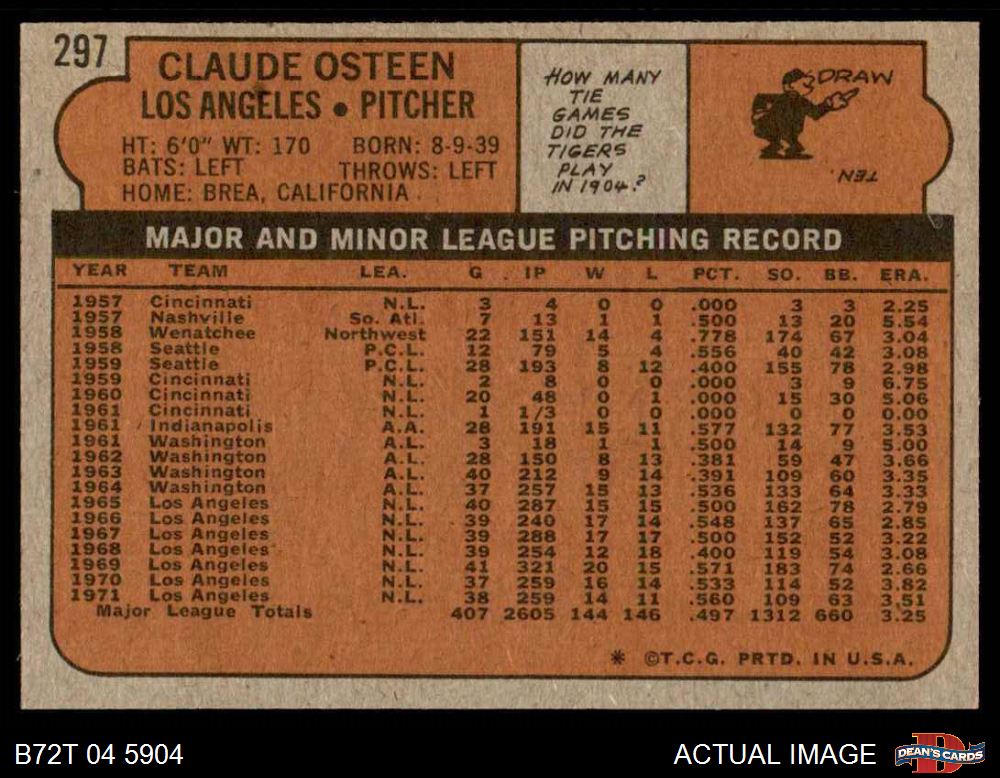 297
CLAUDE OSTEEN
LOS ANGELES • PITCHER
HT: 6'0" WT: 170 BORN: 8-9-39
BATS: LEFT THROWS: LEFT
HOME: BREA, CALIFORNIA
HOW MANY
TIE
GAMES
DID THE
TIGERS
PLAY
IN 1904?
DRAW
TEN.
MAJOR AND MINOR LEAGUE PITCHING RECORD
YEAR TEAM LEA. G IP W L PCT. SO. BB. ERA.
1957 Cincinnati N.L. 3 4 0 0 .000 3 3 2.25
1957 Nashville So. Atl. 7 13 1 1 .500 13 20 5.54
1958 Wenatchee Northwest 22 151 14 4 .778 174 67 3.04
1958 Seattle P.C.L. 12 79 5 4 .556 40 42 3.08
1959 Seattle P.C.L. 28 193 8 12 .400 155 78 2.98
1959 Cincinnati N.L. 2 8 0 0 .000 3 9 6.75
1960 Cincinnati N.L. 20 48 0 1 .000 15 30 5.06
1961 Cincinnati N.L. 1 1/3 0 0 .000 0 0 0.00
1961 Indianapolis A.A. 28 191 15 11 .577 132 77 3.53
1961 Washington A.L. 3 18 1 1 .500 14 9 5.00
1962 Washington A.L. 28 150 8 13 .381 59 47 3.66
1963 Washington A.L. 40 212 9 14 .391 109 60 3.35
1964 Washington A.L. 37 257 15 13 .536 133 64 3.33
1965 Los Angeles N.L. 40 287 15 15 .500 162 78 2.79
1966 Los Angeles N.L. 39 240 17 14 .548 137 65 2.85
1967 Los Angeles N.L. 39 288 17 17 .500 152 52 3.22
1968 Los Angeles N.L. 39 254 12 18 .400 119 54 3.08
1969 Los Angeles N.L. 41 321 20 15 .571 183 74 2.66
1970 Los Angeles N.L. 37 259 16 14 .533 114 52 3.82
1971 Los Angeles N.L. 38 259 14 11 .560 109 63 3.51
Major League Totals 407 2605 144 146 .497 1312 660 3.25
* ©T.C.G. PRTD. IN U.S.A.
B72T 04 5904
ACTUAL IMAGE
DEAN'S CARDS